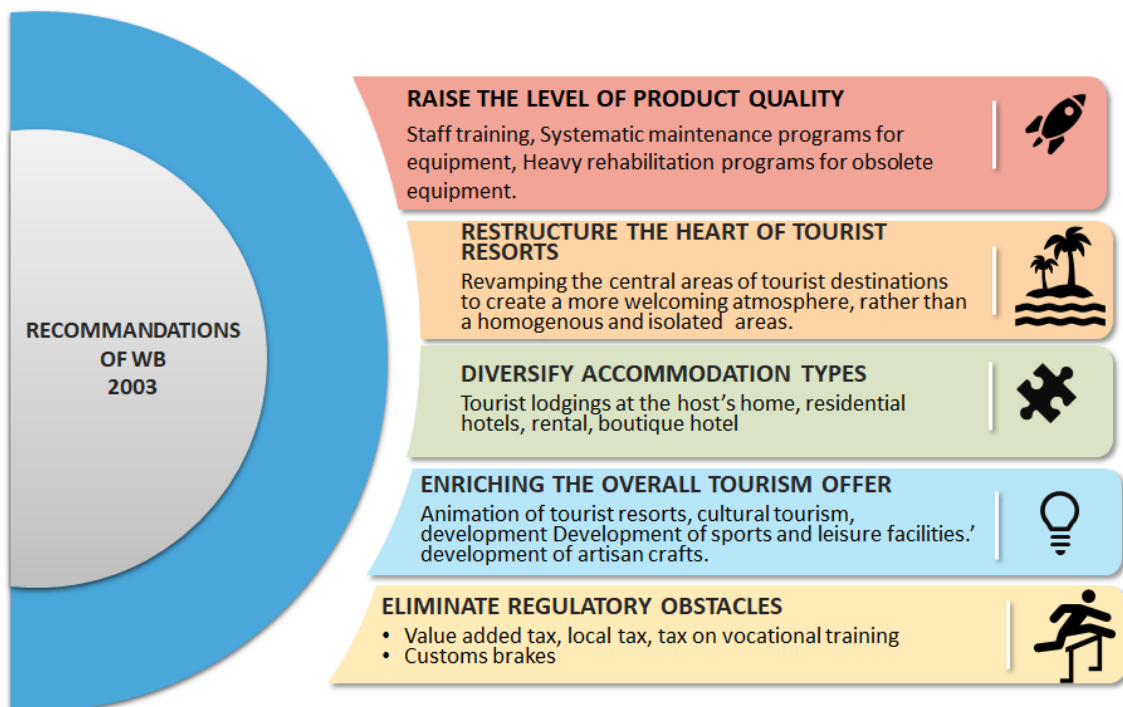 RECOMMANDATIONS
OF WB
2003
RAISE THE LEVEL OF PRODUCT QUALITY
Staff training, Systematic maintenance programs for
equipment, Heavy rehabilitation programs for obsolete
equipment.
RESTRUCTURE THE HEART OF TOURIST
RESORTS
Revamping the central areas of tourist destinations
to create a more welcoming atmosphere, rather than
a homogenous and isolated  areas.
DIVERSIFY ACCOMMODATION TYPES
Tourist lodgings at the host’s home, residential
hotels, rental, boutique hotel
ENRICHING THE OVERALL TOURISM OFFER
Animation of tourist resorts, cultural tourism,
development Development of sports and leisure facilities.’
development of artisan crafts.
ELIMINATE REGULATORY OBSTACLES
• Value added tax, local tax, tax on vocational training
• Customs brakes